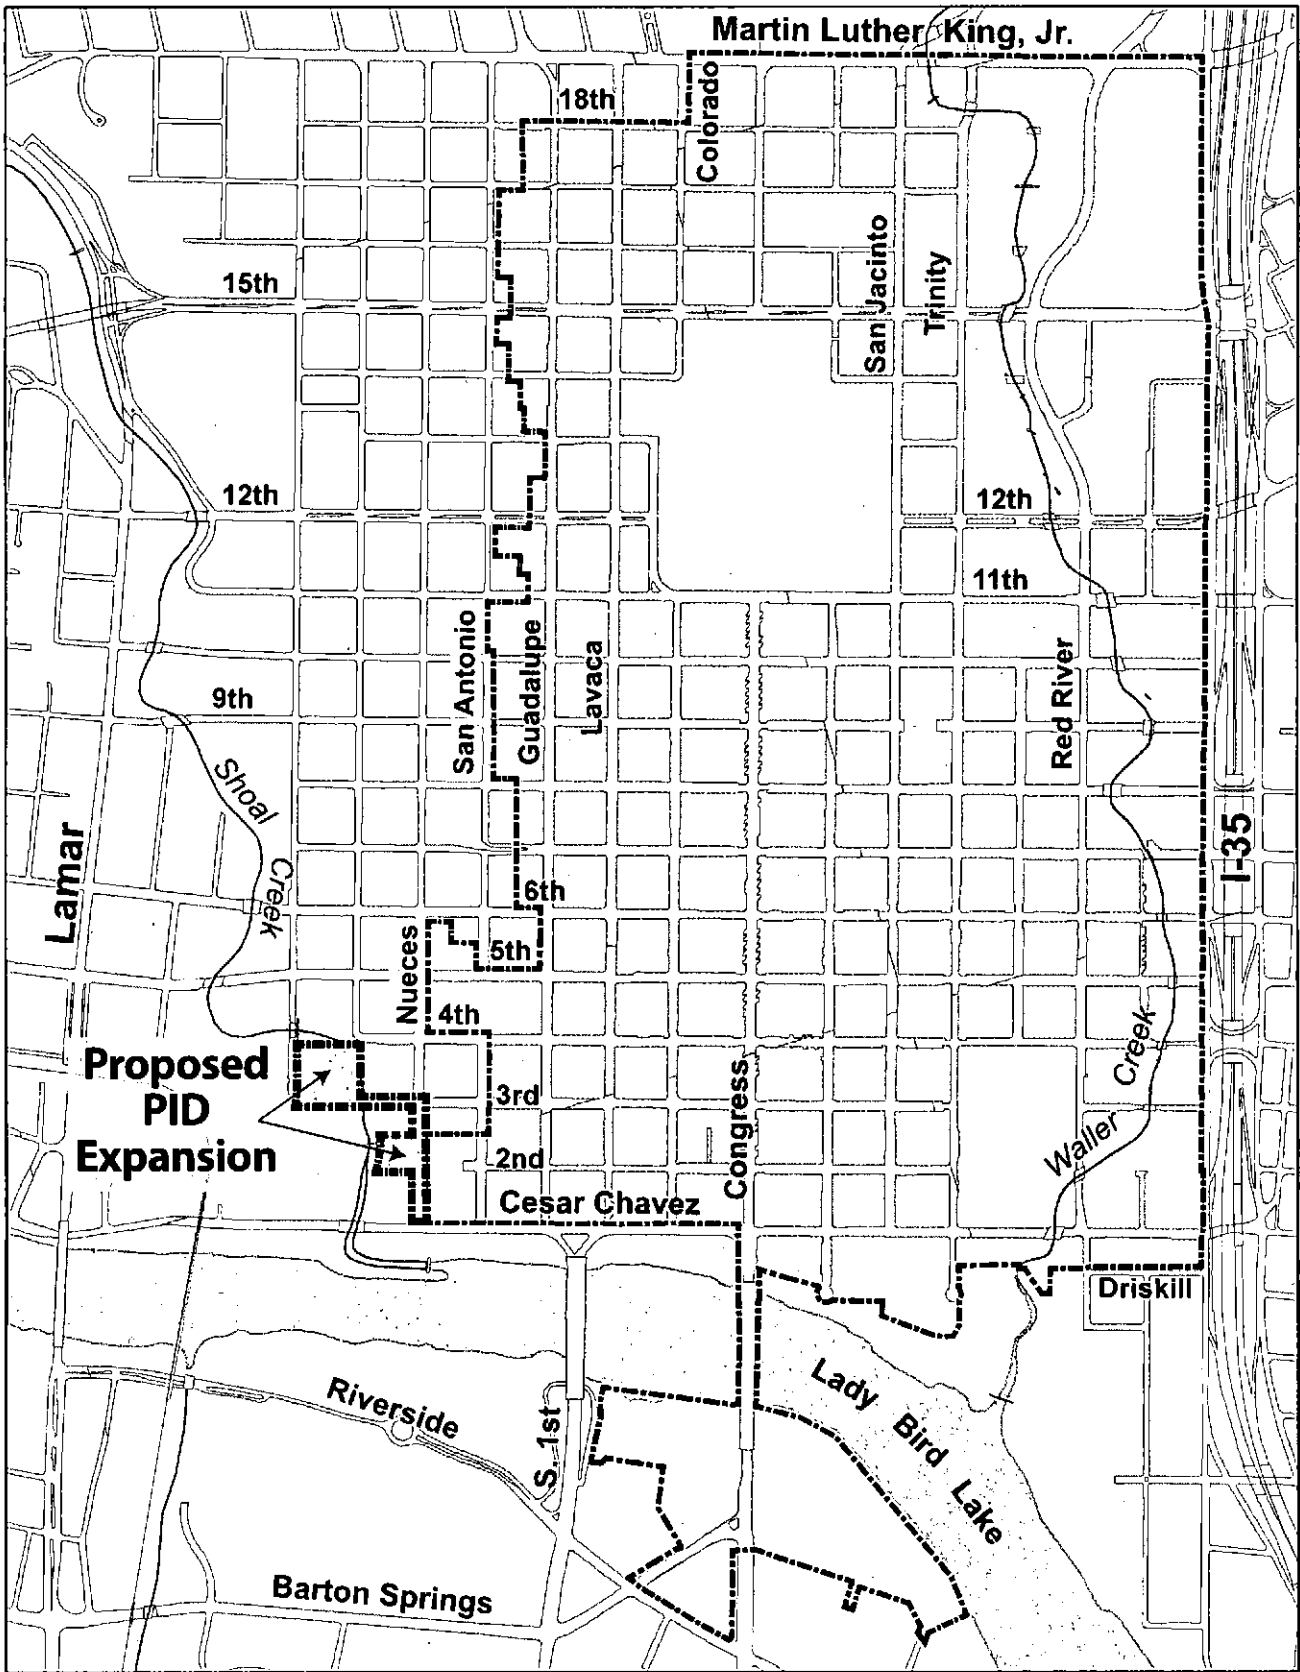 Martin Luther King, Jr.
18th
Colorado
San Jacinto
Trinity
15th
12th
12th
11th
San Antonio
Guadalupe
Lavaca
Red River
9th
Shoal
Creek
Lamar
I-35
6th
5th
Nueces
4th
Proposed
PID
Expansion
3rd
2nd
Congress
Creek
Waller
Cesar Chavez
Driskill
Lady Bird Lake
Riverside
S. 1st
Barton Springs